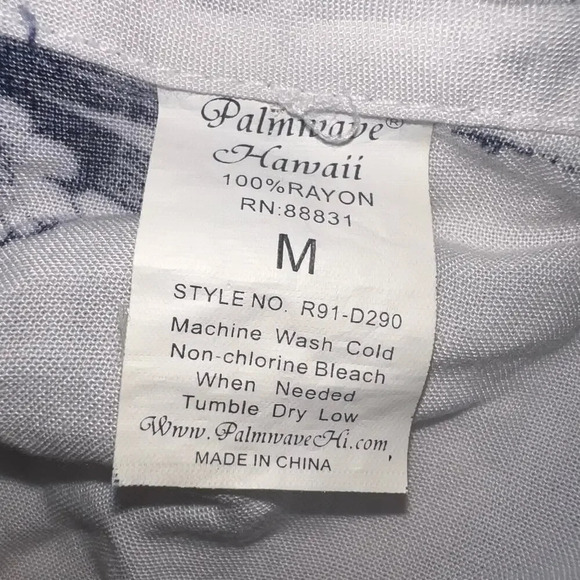 Palmwave®
Hawaii
100%RAYON
RN:88831
M
STYLE NO. R91-D290
Machine Wash Cold
Non-chlorine Bleach
When Needed
Tumble Dry Low
Www.PalmwaveHi.com,
MADE IN CHINA